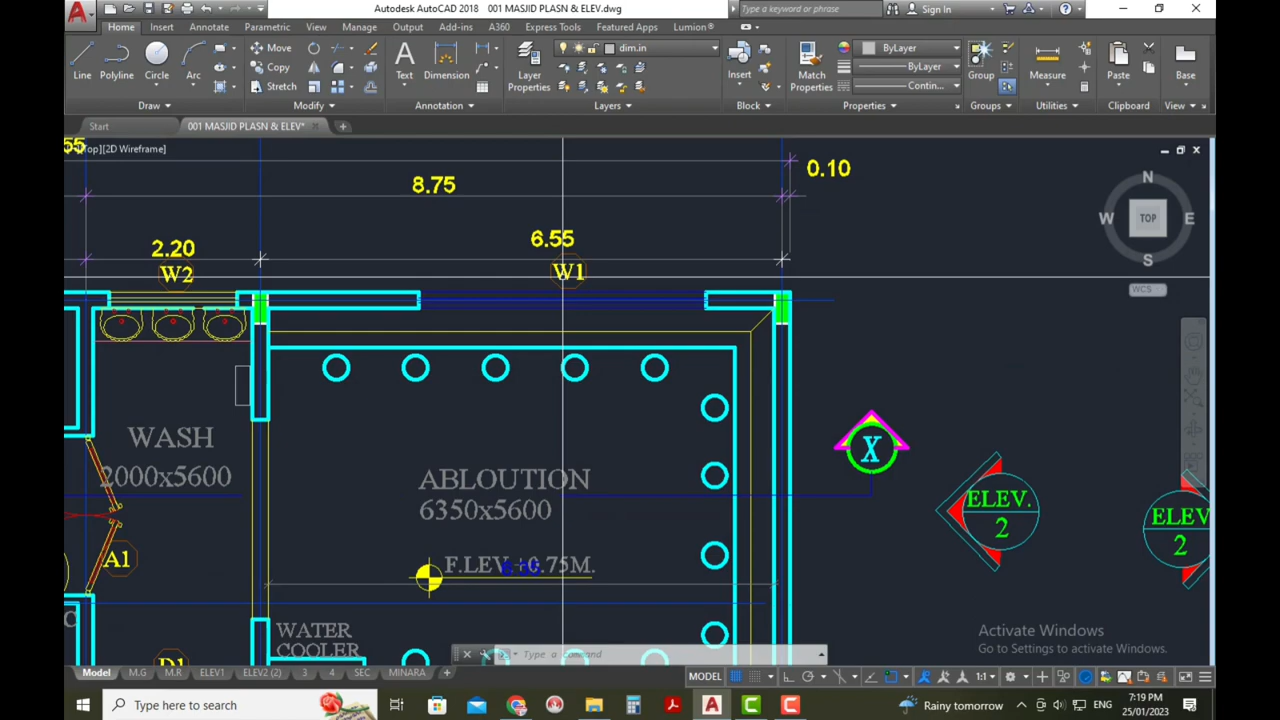 Autodesk AutoCAD 2018 001 MASJID PLASN & ELEV.dwg
Type a keyword or phrase
Sign In
Home Insert Annotate Parametric View Manage Output Add-ins Express Tools Featured Apps Lumion®
Line Polyline Circle Arc
Move
Copy
Stretch
Text Dimension
Layer Properties
dim.in
Insert
Match Properties
ByLayer
ByLayer
Contin...
Group
Measure
Paste
Base
Draw Modify Annotation Layers Block Properties Groups Utilities Clipboard View
Start 001 MASJID PLASN & ELEV*
Top][2D Wireframe]
N
W TOP E
S
WCS
55
8.75
0.10
2.20
6.55
W2
W1
WASH
2000x5600
ABLOUTION
6350x5600
F.LEV +0.75M.
A1
X
ELEV.
2
ELEV
2
WATER
COOLER
D1
Activate Windows
Go to Settings to activate Windows.
Type a command
Model M.G M.R ELEV1 ELEV2 (2) 3 4 SEC MINARA
MODEL 1:1
Type here to search
Rainy tomorrow
ENG
7:19 PM
25/01/2023